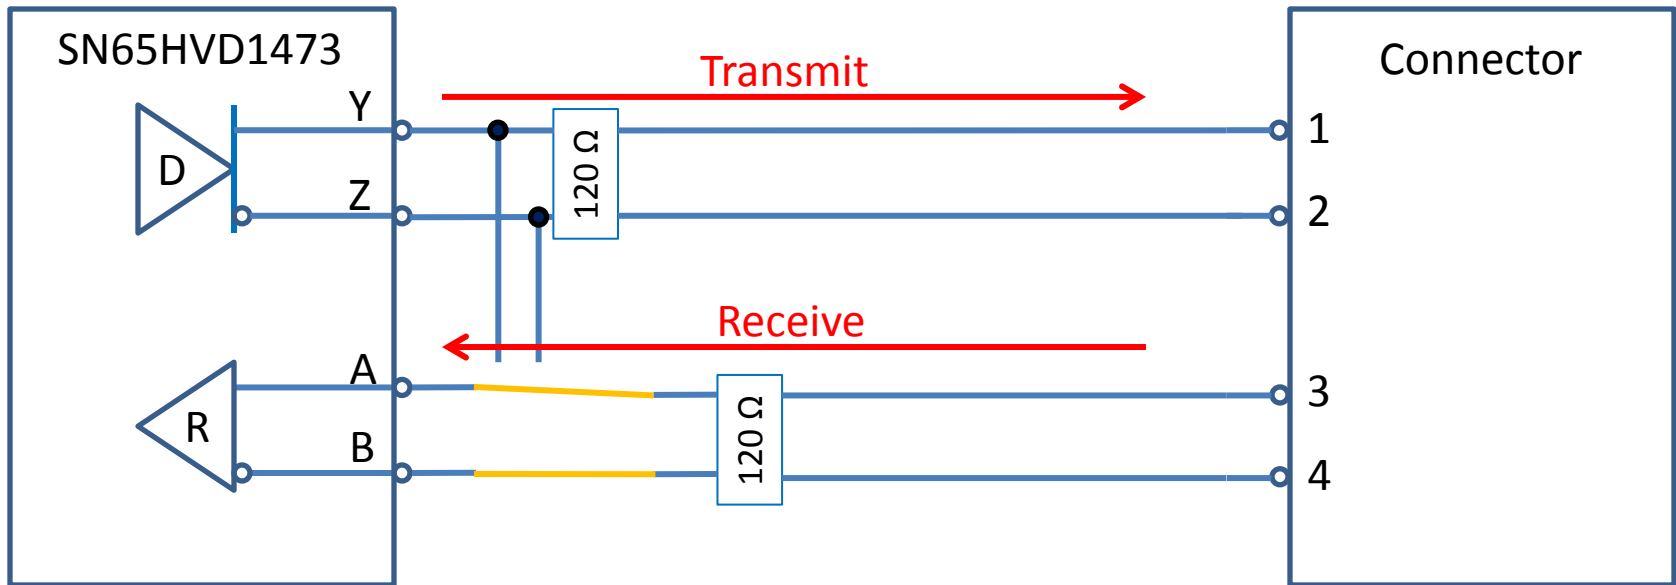 SN65HVD1473
Connector
Transmit
Y
1
D
120 Ω
Z
2
Receive
A
3
R
120 Ω
B
4